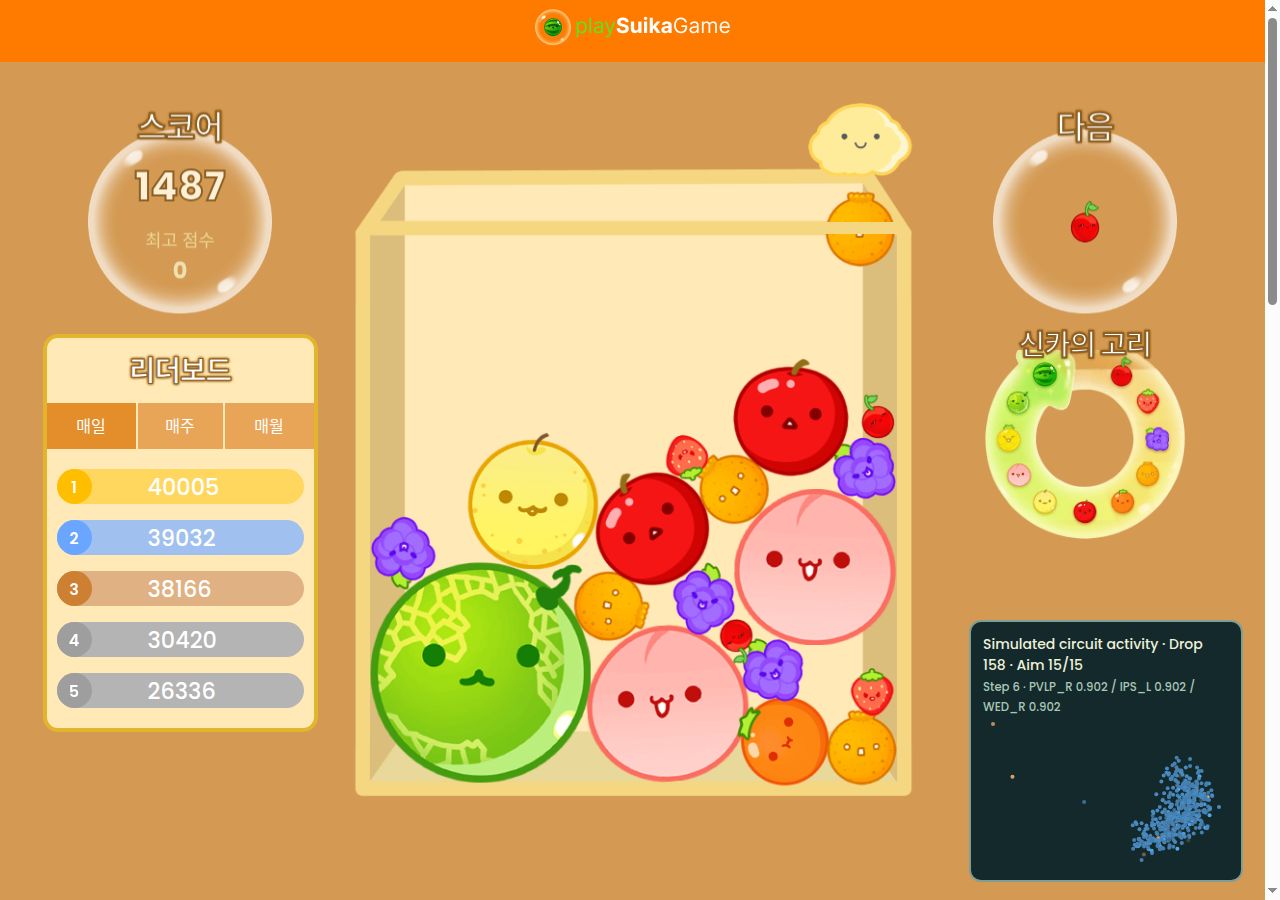 playSuikaGame
스코어
1487
최고 점수
0
리더보드
매일
매주
매월
1 40005
2 39032
3 38166
4 30420
5 26336
다음
신카의 고리
Simulated circuit activity · Drop
158 · Aim 15/15
Step 6 · PVLP_R 0.902 / IPS_L 0.902 /
WED_R 0.902